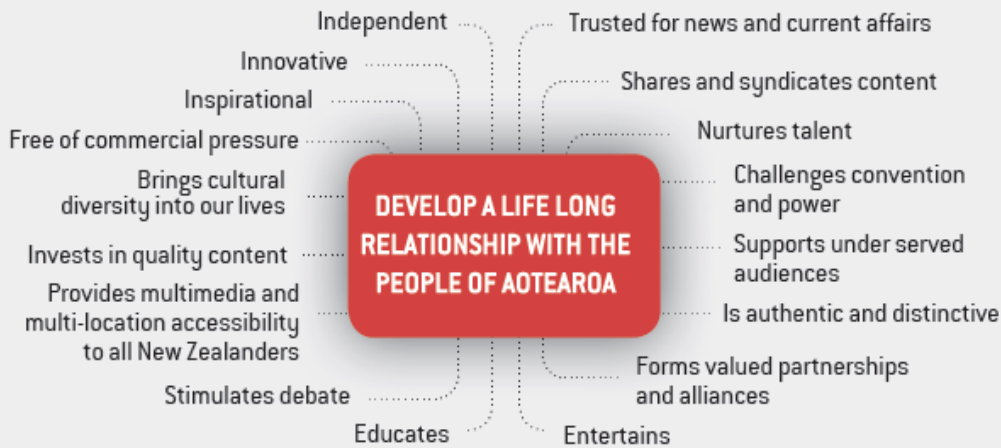 Independent
Innovative
Inspirational
Free of commercial pressure
Brings cultural
diversity into our lives
Invests in quality content
Provides multimedia and
multi-location accessibility
to all New Zealanders
Stimulates debate
Educates
DEVELOP A LIFE LONG
RELATIONSHIP WITH THE
PEOPLE OF AOTEAROA
Trusted for news and current affairs
Shares and syndicates content
Nurtures talent
Challenges convention
and power
Supports under served
audiences
Is authentic and distinctive
Forms valued partnerships
and alliances
Entertains